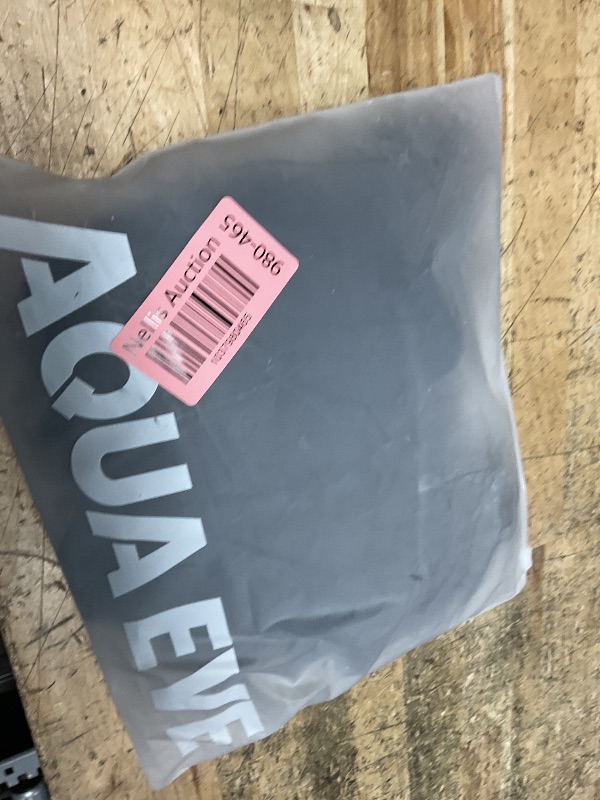 AQUA EVE
Nellis Auction
980-465